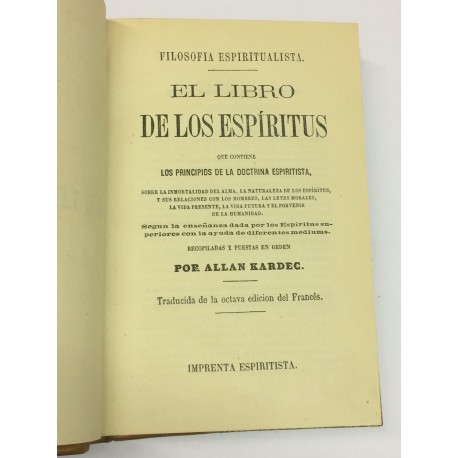 FILOSOFIA ESPIRITUALISTA.
EL LIBRO
DE LOS ESPÍRITUS
QUE CONTIENE
LOS PRINCIPIOS DE LA DOCTRINA ESPIRITISTA,
SOBRE LA INMORTALIDAD DEL ALMA, LA NATURALEZA DE LOS ESPÍRITUS,
Y SUS RELACIONES CON LOS HOMBRES, LAS LEYES MORALES,
LA VIDA PRESENTE, LA VIDA FUTURA Y EL PORVENIR
DE LA HUMANIDAD.
Segun la enseñanza dada por los Espíritus su-
periores con la ayuda de diferentes mediums.
RECOPILADAS Y PUESTAS EN ORDEN
POR ALLAN KARDEC.
Traducida de la octava edicion del Francés.
IMPRENTA ESPIRITISTA.